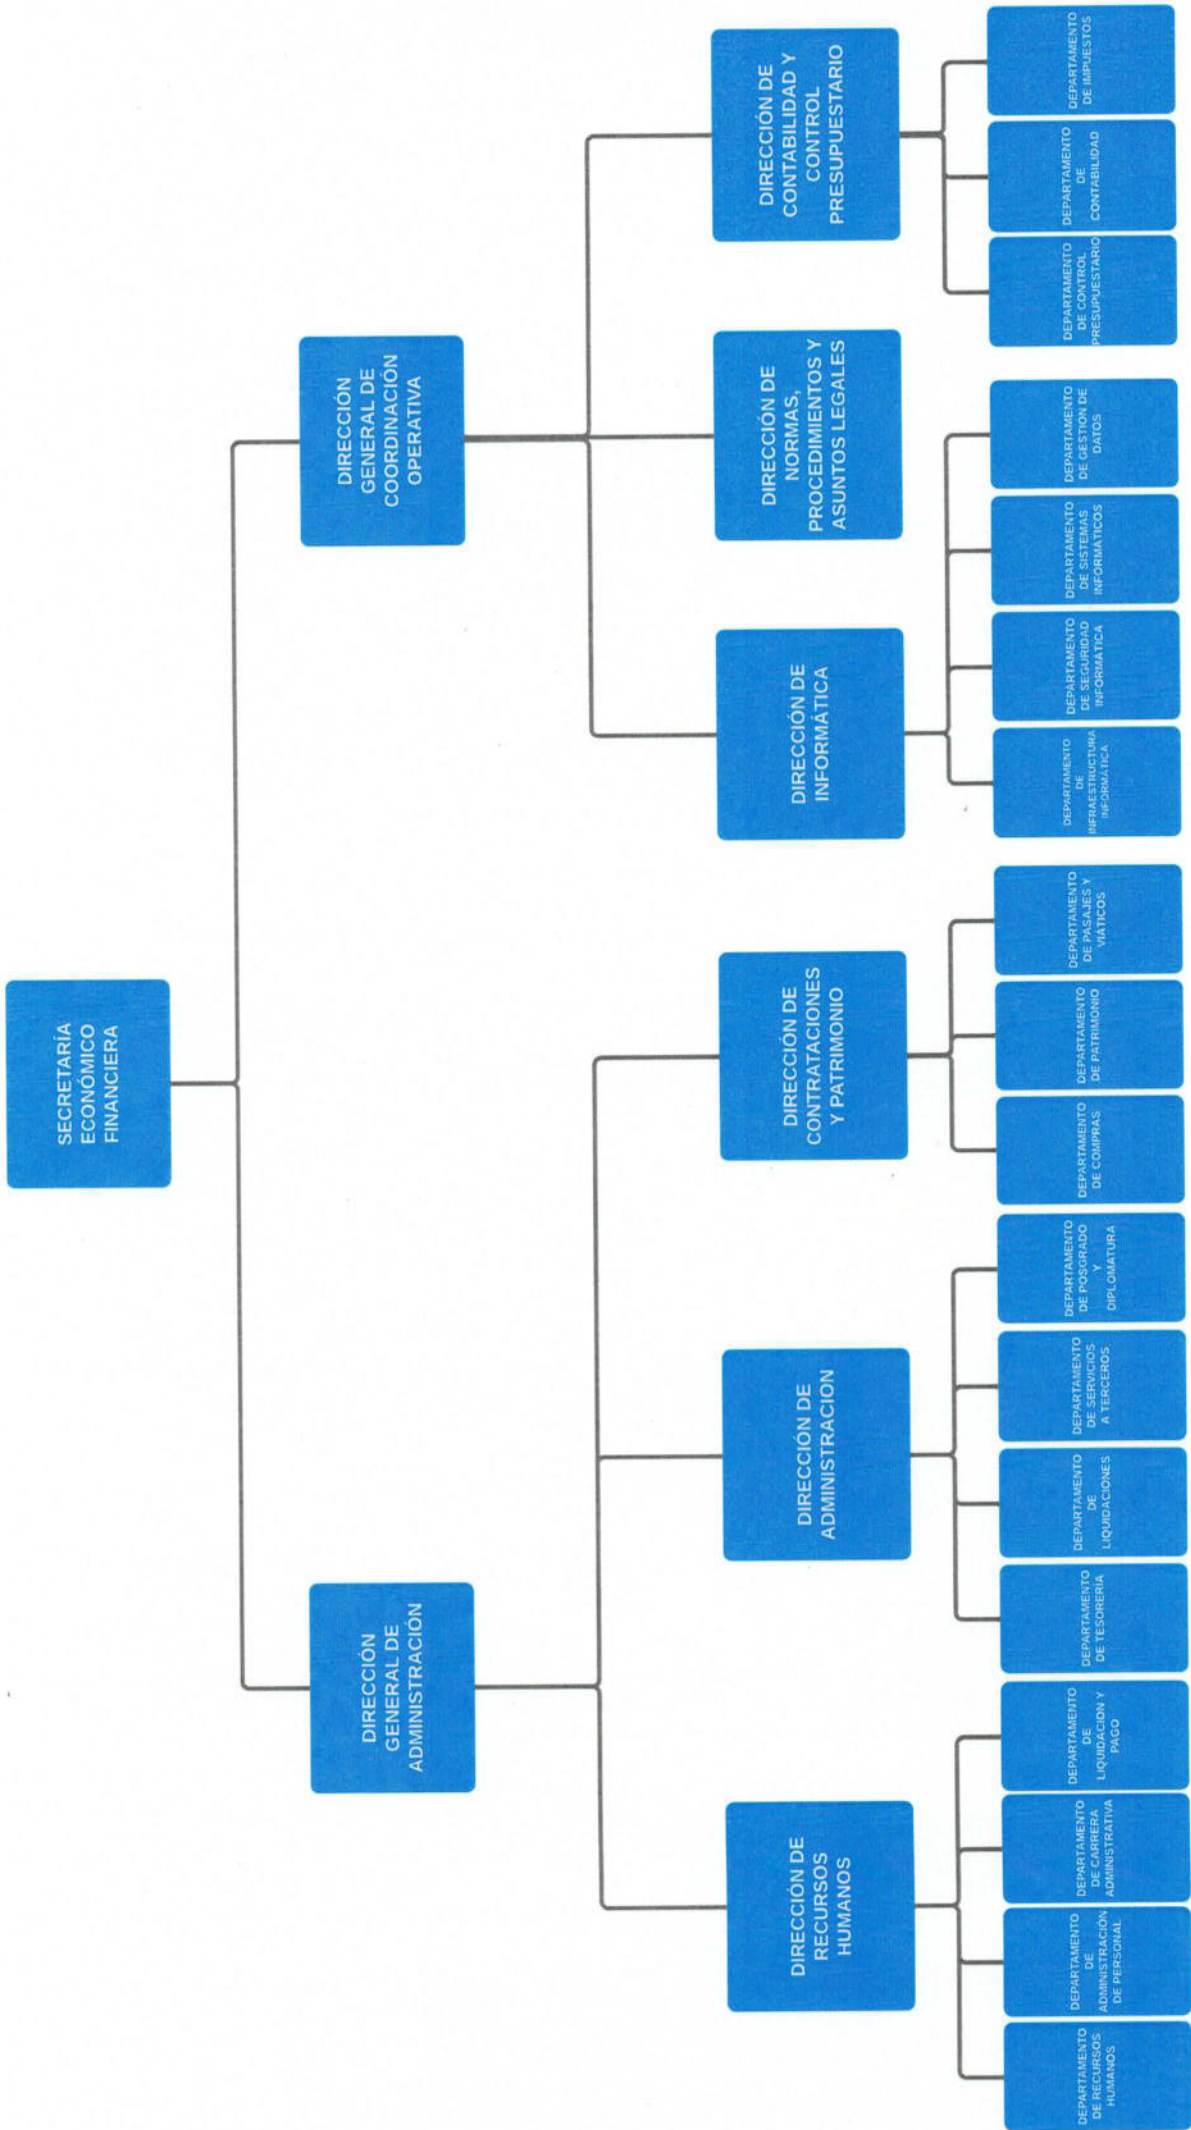 SECRETARÍA
ECONÓMICO
FINANCIERA
DIRECCIÓN
GENERAL DE
ADMINISTRACIÓN
DIRECCIÓN
GENERAL DE
COORDINACIÓN
OPERATIVA
DIRECCIÓN DE
RECURSOS
HUMANOS
DIRECCIÓN DE
ADMINISTRACION
DIRECCIÓN DE
CONTRATACIONES
Y PATRIMONIO
DIRECCIÓN DE
INFORMÁTICA
DIRECCIÓN DE
NORMAS,
PROCEDIMIENTOS Y
ASUNTOS LEGALES
DIRECCIÓN DE
CONTABILIDAD Y
CONTROL
PRESUPUESTARIO
DEPARTAMENTO
DE RECURSOS
HUMANOS
DEPARTAMENTO
DE
ADMINISTRACIÓN
DE PERSONAL
DEPARTAMENTO
DE CARRERA
ADMINISTRATIVA
DEPARTAMENTO
DE
LIQUIDACION Y
PAGO
DEPARTAMENTO
DE TESORERÍA
DEPARTAMENTO
DE
LIQUIDACIONES
DEPARTAMENTO
DE SERVICIOS
A TERCEROS
DEPARTAMENTO
DE POSGRADO
Y
DIPLOMATURA
DEPARTAMENTO
DE COMPRAS
DEPARTAMENTO
DE PATRIMONIO
DEPARTAMENTO
DE PASAJES Y
VIÁTICOS
DEPARTAMENTO
DE
INFRAESTRUCTURA
INFORMÁTICA
DEPARTAMENTO
DE SEGURIDAD
INFORMÁTICA
DEPARTAMENTO
DE SISTEMAS
INFORMÁTICOS
DEPARTAMENTO
DE GESTIÓN DE
DATOS
DEPARTAMENTO
DE CONTROL
PRESUPUESTARIO
DEPARTAMENTO
DE
CONTABILIDAD
DEPARTAMENTO
DE IMPUESTOS